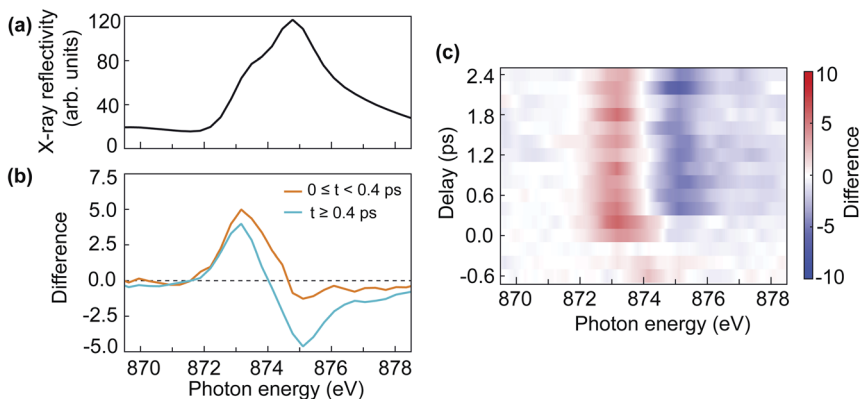 (a)
X-ray reflectivity
(arb. units)
120
80
40
0
(b)
Difference
7.5
5.0
2.5
0.0
-2.5
-5.0
0 ≤ t < 0.4 ps
t ≥ 0.4 ps
870 872 874 876 878
Photon energy (eV)
(c)
Delay (ps)
2.4
1.8
1.2
0.6
0.0
-0.6
870 872 874 876 878
Photon energy (eV)
10
5
0
-5
-10
Difference